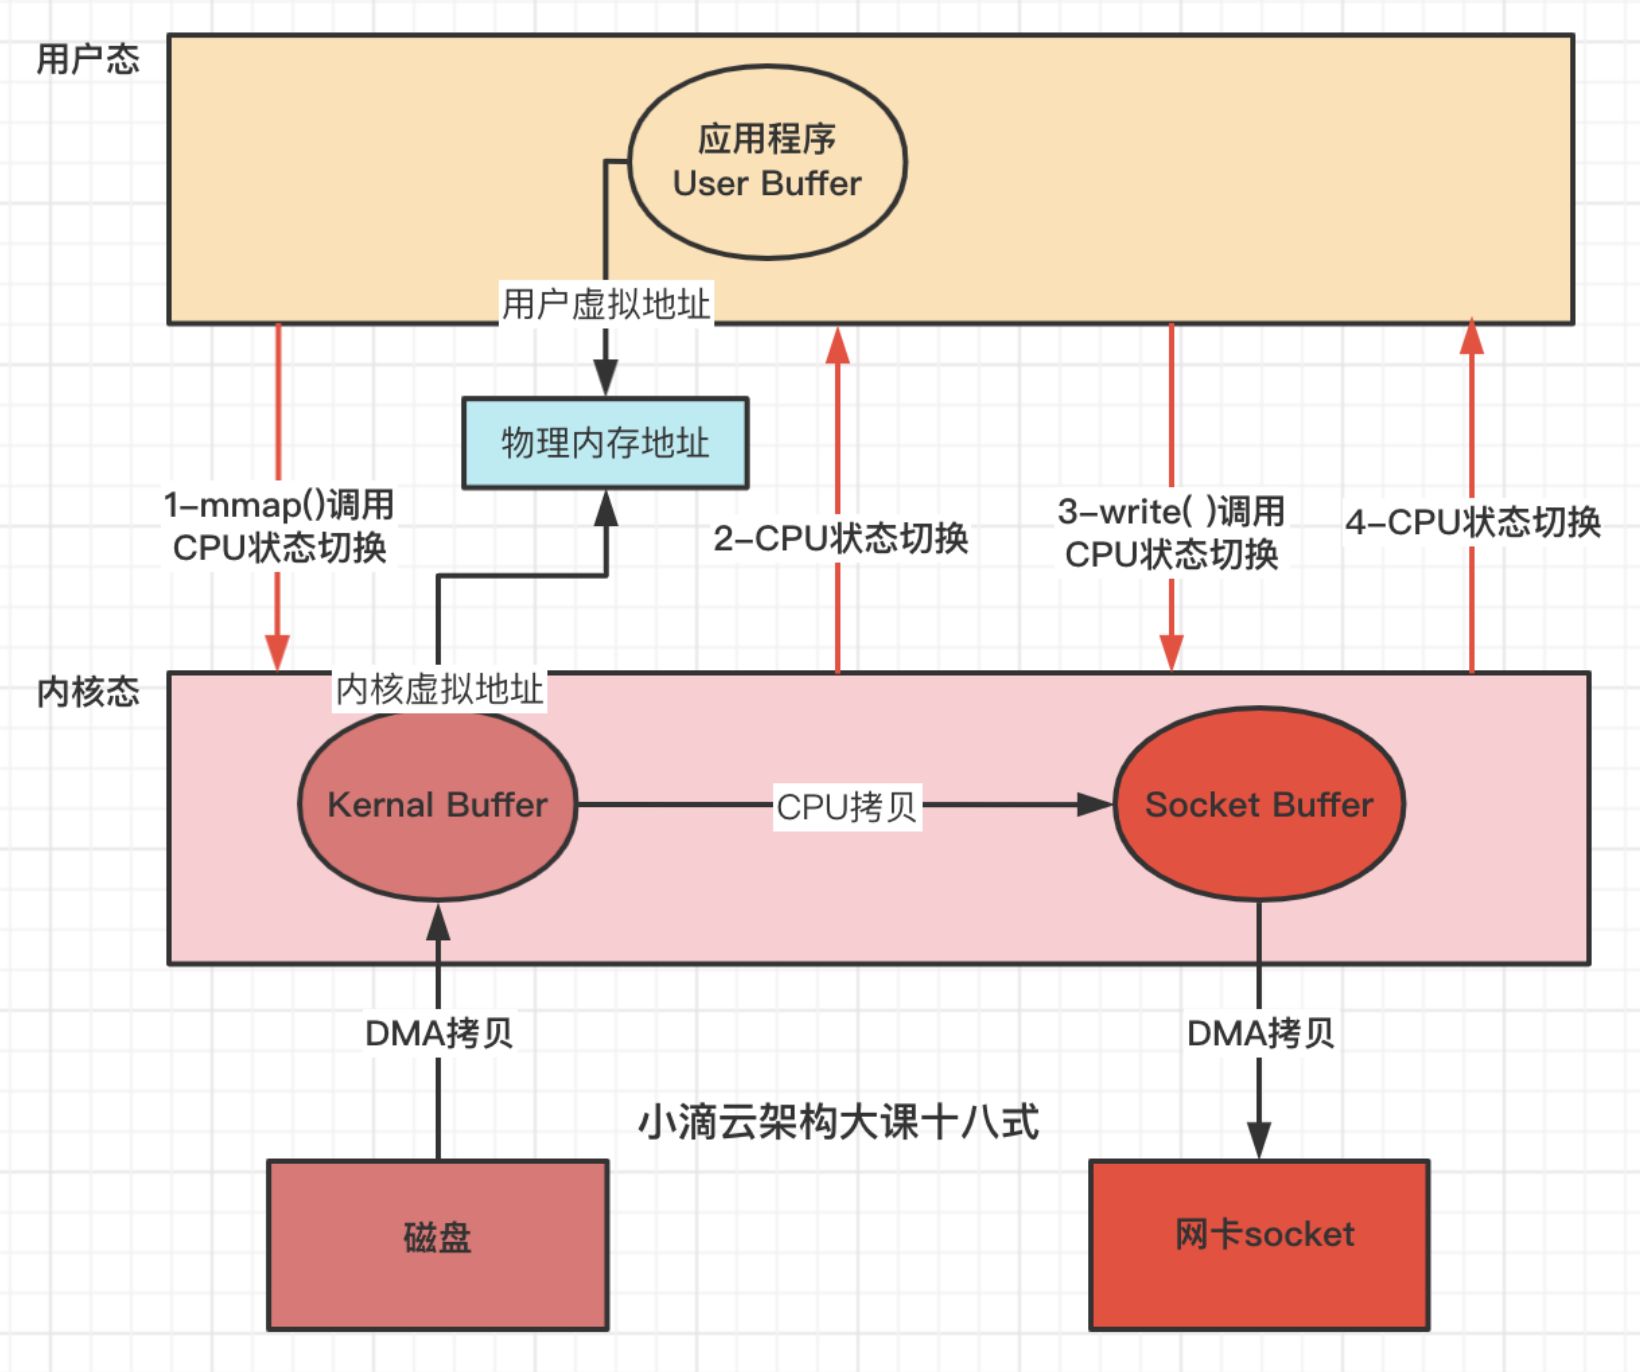 用户态
应用程序
User Buffer
用户虚拟地址
物理内存地址
1-mmap()调用
CPU状态切换
2-CPU状态切换
3-write( )调用
CPU状态切换
4-CPU状态切换
内核态
内核虚拟地址
Kernal Buffer
CPU拷贝
Socket Buffer
DMA拷贝
DMA拷贝
小滴云架构大课十八式
磁盘
网卡socket